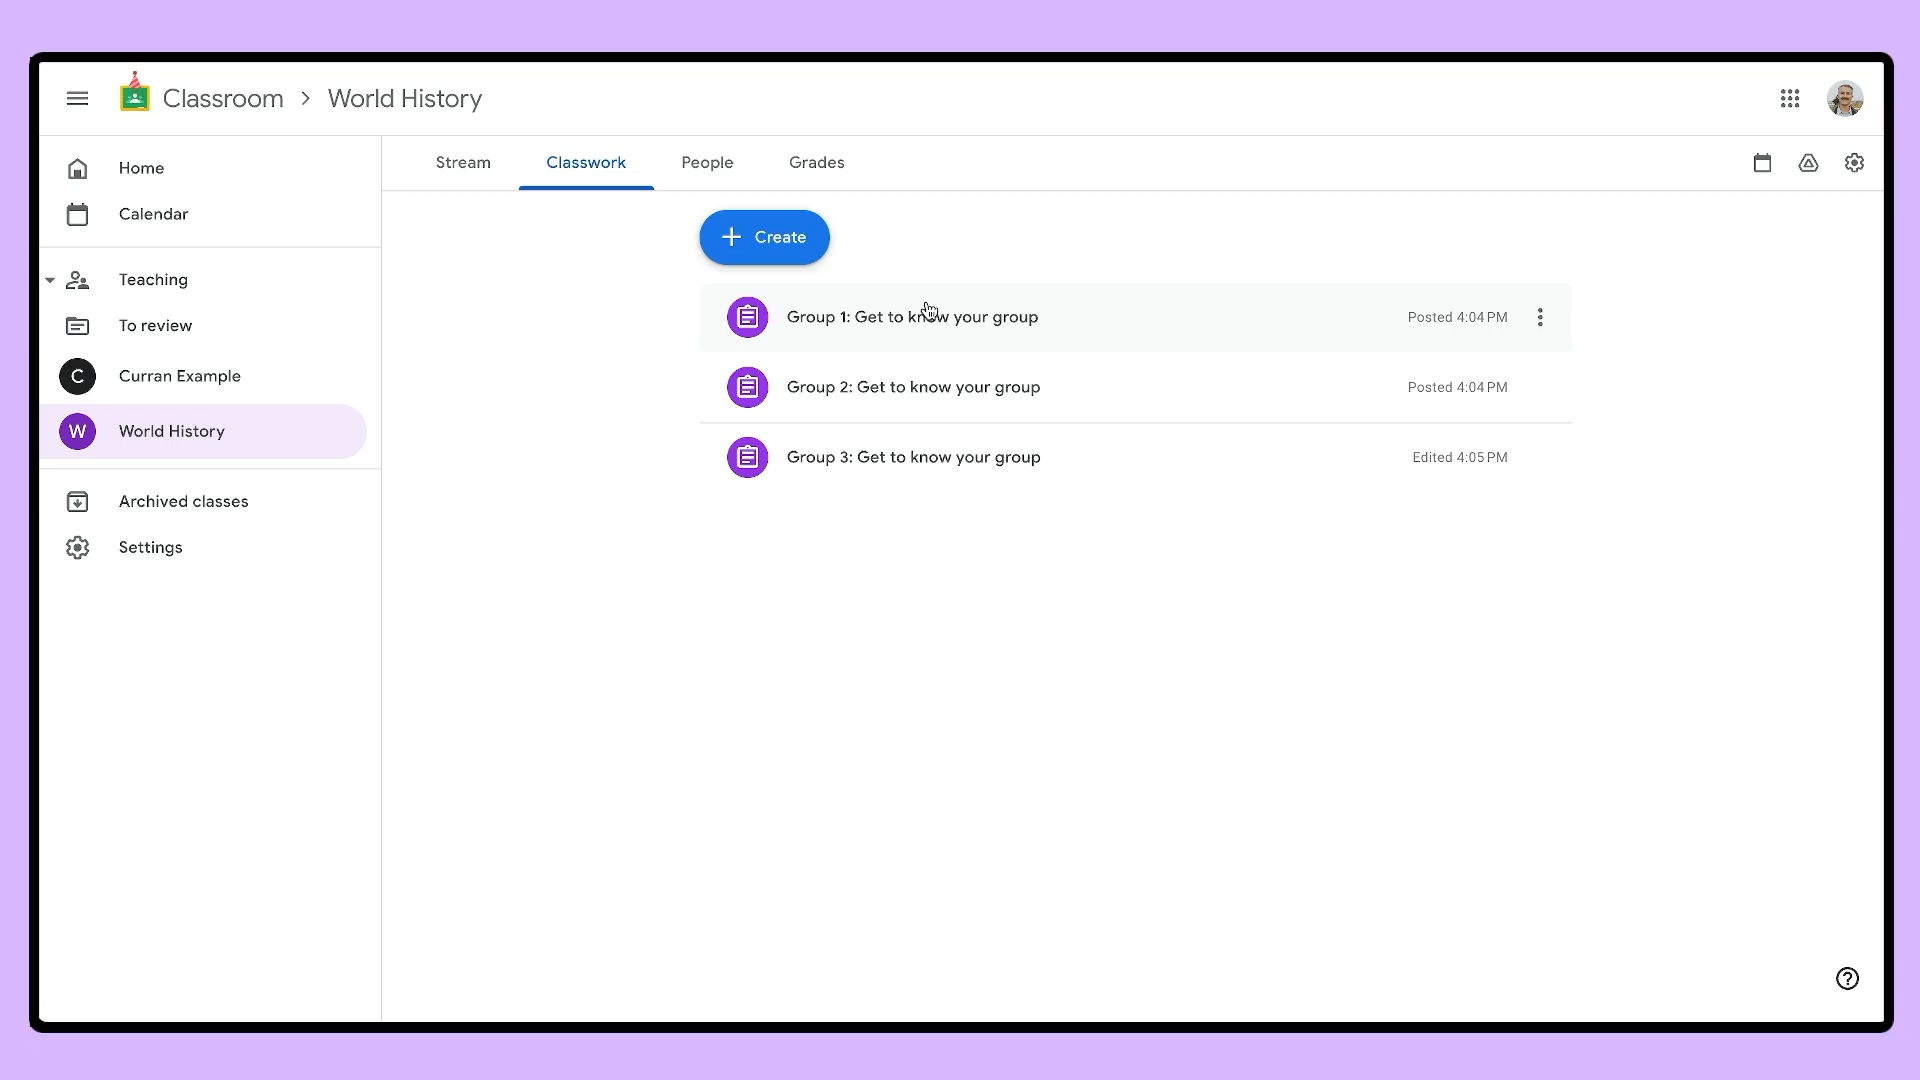 Classroom > World History
Home
Calendar
Teaching
To review
C Curran Example
W World History
Archived classes
Settings
Stream Classwork People Grades
+ Create
Group 1: Get to know your group Posted 4:04 PM
Group 2: Get to know your group Posted 4:04 PM
Group 3: Get to know your group Edited 4:05 PM
?